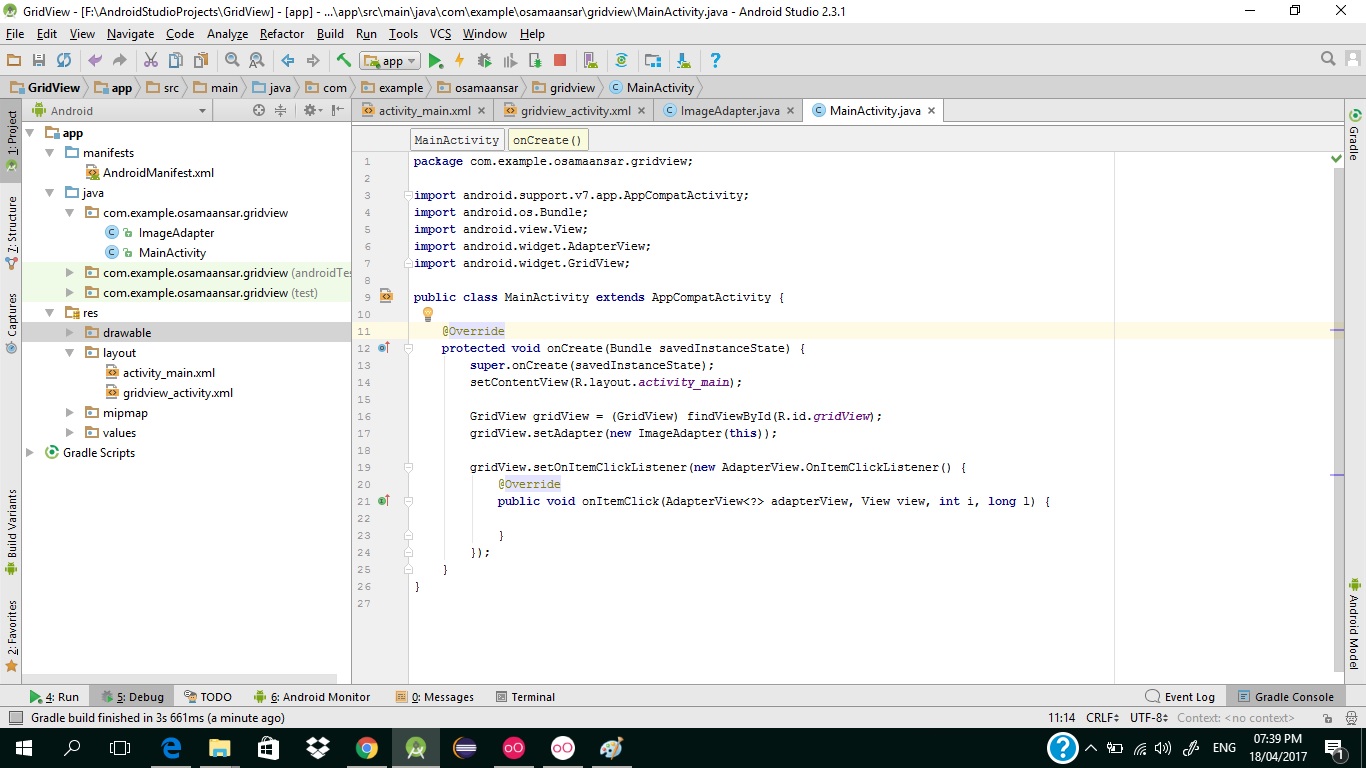 GridView - [F:\AndroidStudioProjects\GridView] - [app] - ...\app\src\main\java\com\example\osamaansar\gridview\MainActivity.java - Android Studio 2.3.1
File Edit View Navigate Code Analyze Refactor Build Run Tools VCS Window Help
app
GridView app src main java com example osamaansar gridview MainActivity
Android
activity_main.xml gridview_activity.xml ImageAdapter.java MainActivity.java
1: Project
7: Structure
Captures
Build Variants
2: Favorites
app
manifests
AndroidManifest.xml
java
com.example.osamaansar.gridview
ImageAdapter
MainActivity
com.example.osamaansar.gridview (androidTes
com.example.osamaansar.gridview (test)
res
drawable
layout
activity_main.xml
gridview_activity.xml
mipmap
values
Gradle Scripts
MainActivity onCreate()
1 package com.example.osamaansar.gridview;
2
3 import android.support.v7.app.AppCompatActivity;
4 import android.os.Bundle;
5 import android.view.View;
6 import android.widget.AdapterView;
7 import android.widget.GridView;
8
9 public class MainActivity extends AppCompatActivity {
10
11 @Override
12 protected void onCreate(Bundle savedInstanceState) {
13 super.onCreate(savedInstanceState);
14 setContentView(R.layout.activity_main);
15
16 GridView gridView = (GridView) findViewById(R.id.gridView);
17 gridView.setAdapter(new ImageAdapter(this));
18
19 gridView.setOnItemClickListener(new AdapterView.OnItemClickListener() {
20 @Override
21 public void onItemClick(AdapterView<?> adapterView, View view, int i, long l) {
22
23 }
24 });
25 }
26 }
27
Gradle
Android Model
4: Run 5: Debug TODO 6: Android Monitor 0: Messages Terminal Event Log Gradle Console
Gradle build finished in 3s 661ms (a minute ago) 11:14 CRLF UTF-8 Context: <no context>
ENG 07:39 PM
18/04/2017 1